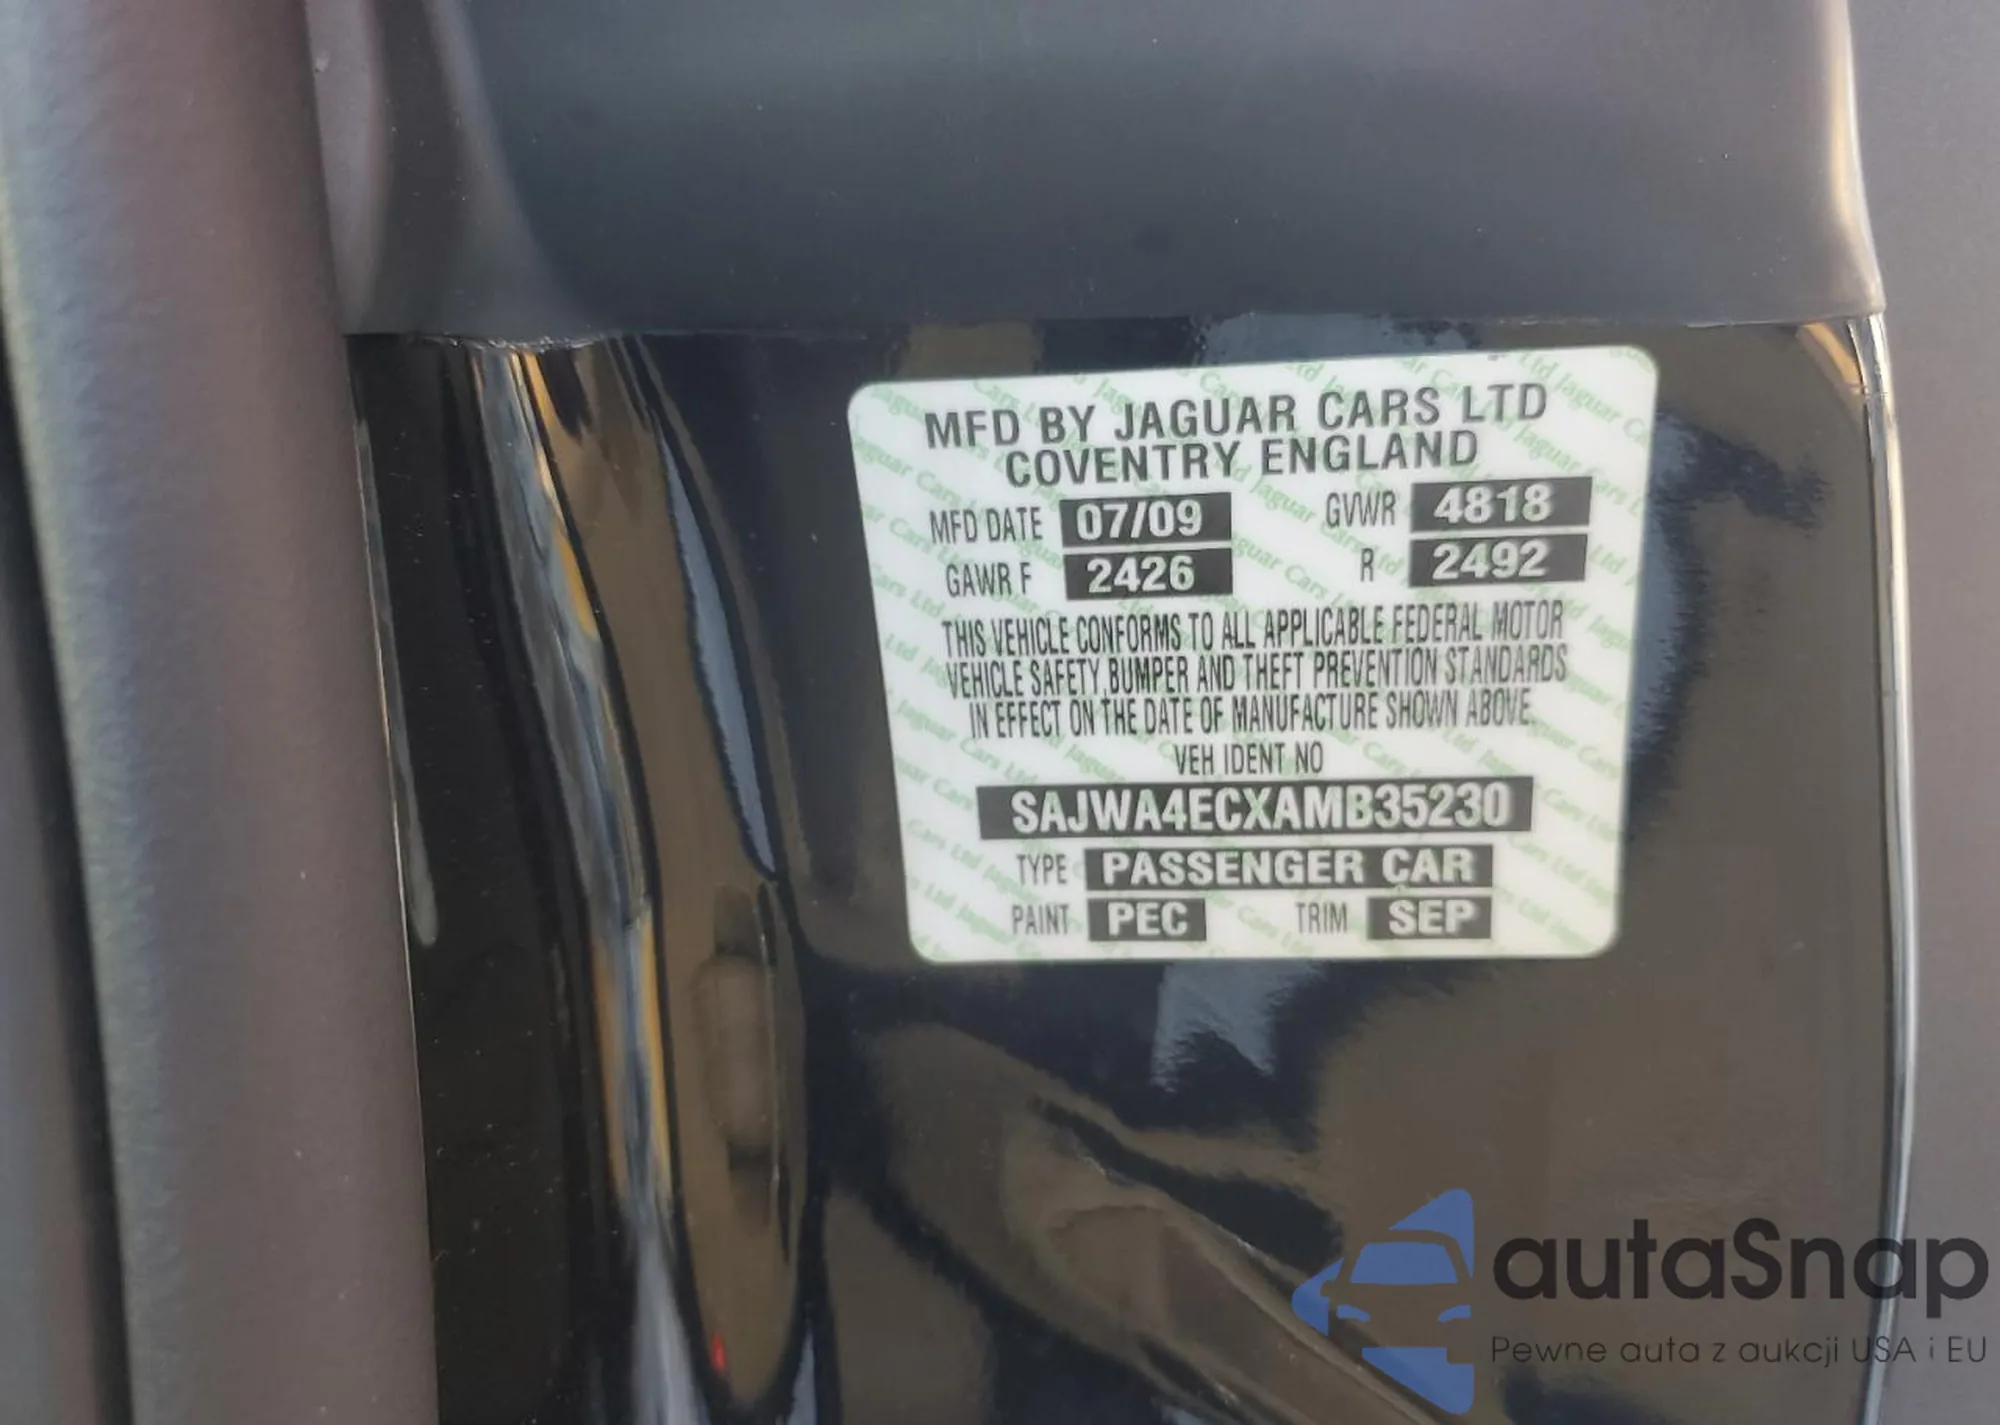 MFD BY JAGUAR CARS LTD
COVENTRY ENGLAND
MFD DATE 07/09 GVWR 4818
GAWR F 2426 R 2492
THIS VEHICLE CONFORMS TO ALL APPLICABLE FEDERAL MOTOR
VEHICLE SAFETY, BUMPER AND THEFT PREVENTION STANDARDS
IN EFFECT ON THE DATE OF MANUFACTURE SHOWN ABOVE.
VEH IDENT NO
SAJWA4ECXAMB35230
TYPE PASSENGER CAR
PAINT PEC TRIM SEP
autaSnap
Pewne auta z aukcji USA i EU